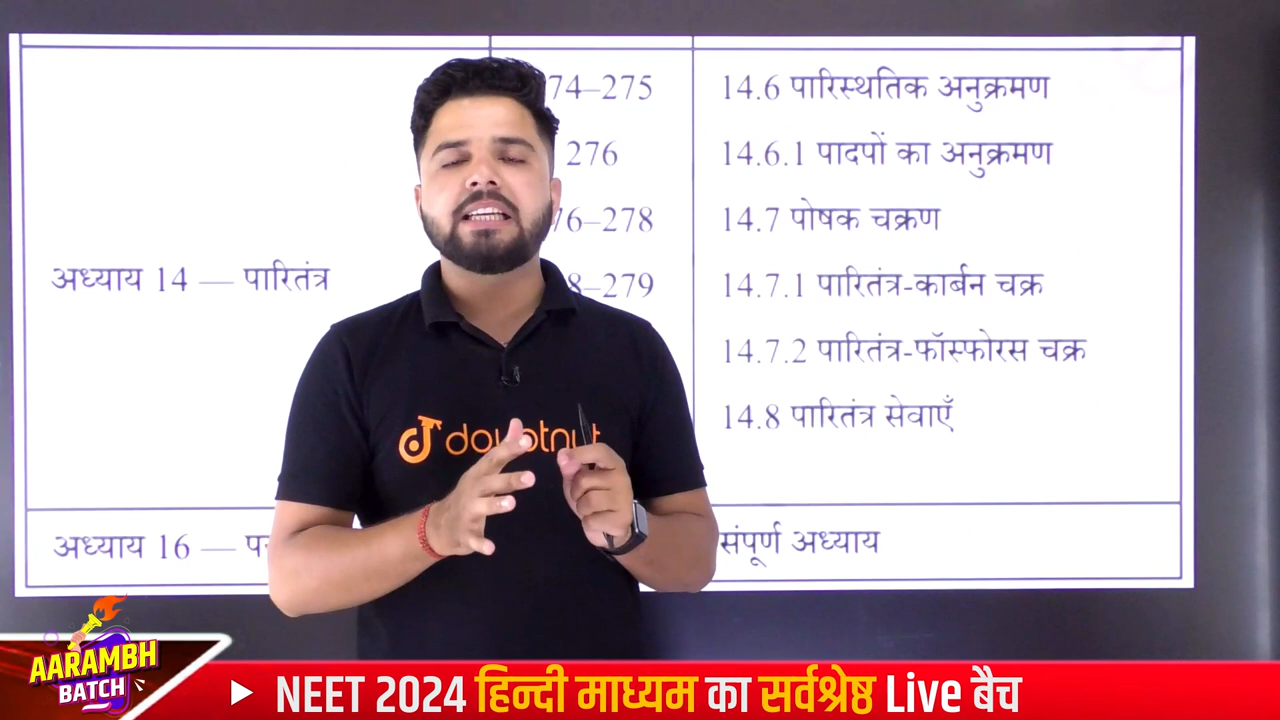 74–275 14.6 पारिस्थतिक अनुक्रमण
276 14.6.1 पादपों का अनुक्रमण
76–278 14.7 पोषक चक्रण
अध्याय 14 — पारितंत्र 8–279 14.7.1 पारितंत्र-कार्बन चक्र
14.7.2 पारितंत्र-फॉस्फोरस चक्र
14.8 पारितंत्र सेवाएँ
doubtnut
अध्याय 16 — संपूर्ण अध्याय
AARAMBH
BATCH
NEET 2024 हिन्दी माध्यम का सर्वश्रेष्ठ Live बैच